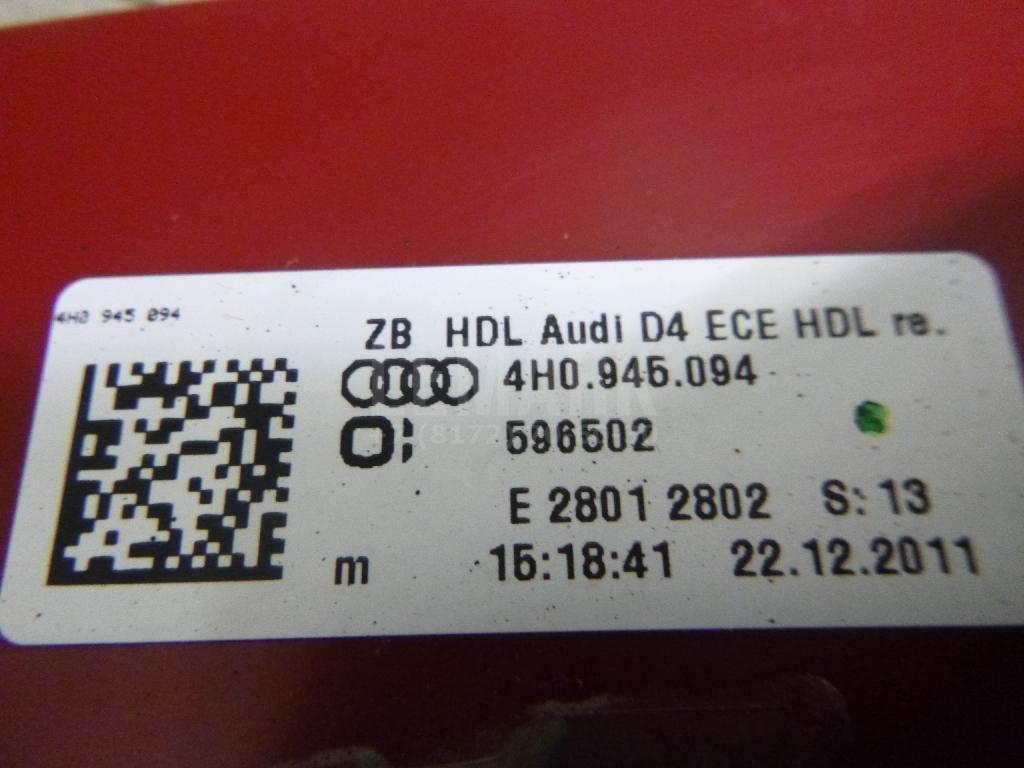 4H0 945 094
ZB HDL Audi D4 ECE HDL re.
4H0.945.094
596502
E 2801 2802 S: 13
m 15:18:41 22.12.2011